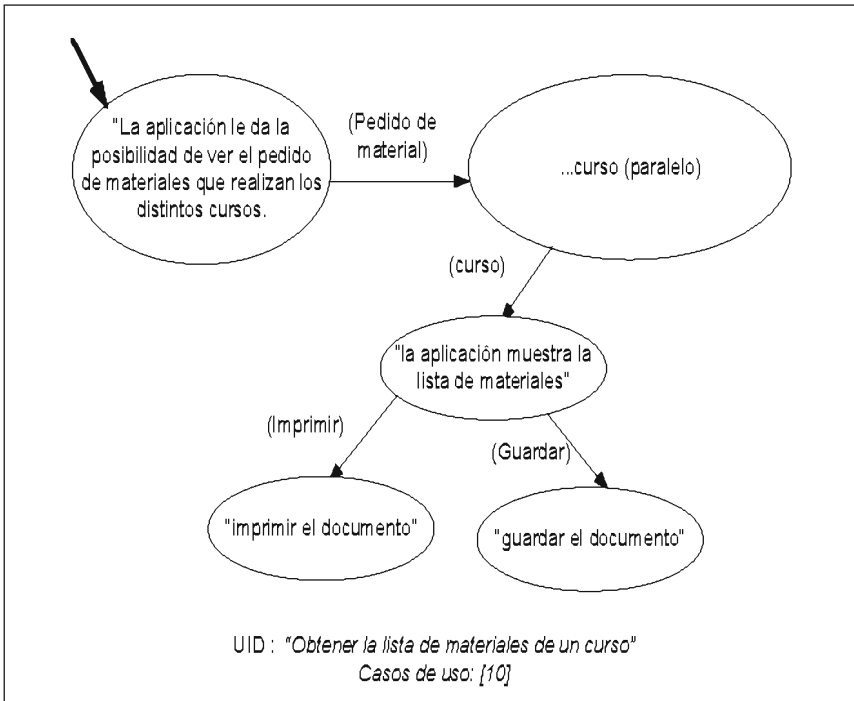 "La aplicación le da la
posibilidad de ver el pedido
de materiales que realizan los
distintos cursos.
(Pedido de
material)
...curso (paralelo)
(curso)
"la aplicación muestra la
lista de materiales"
(Imprimir)
(Guardar)
"imprimir el documento"
"guardar el documento"
UID : "Obtener la lista de materiales de un curso"
Casos de uso: [10]